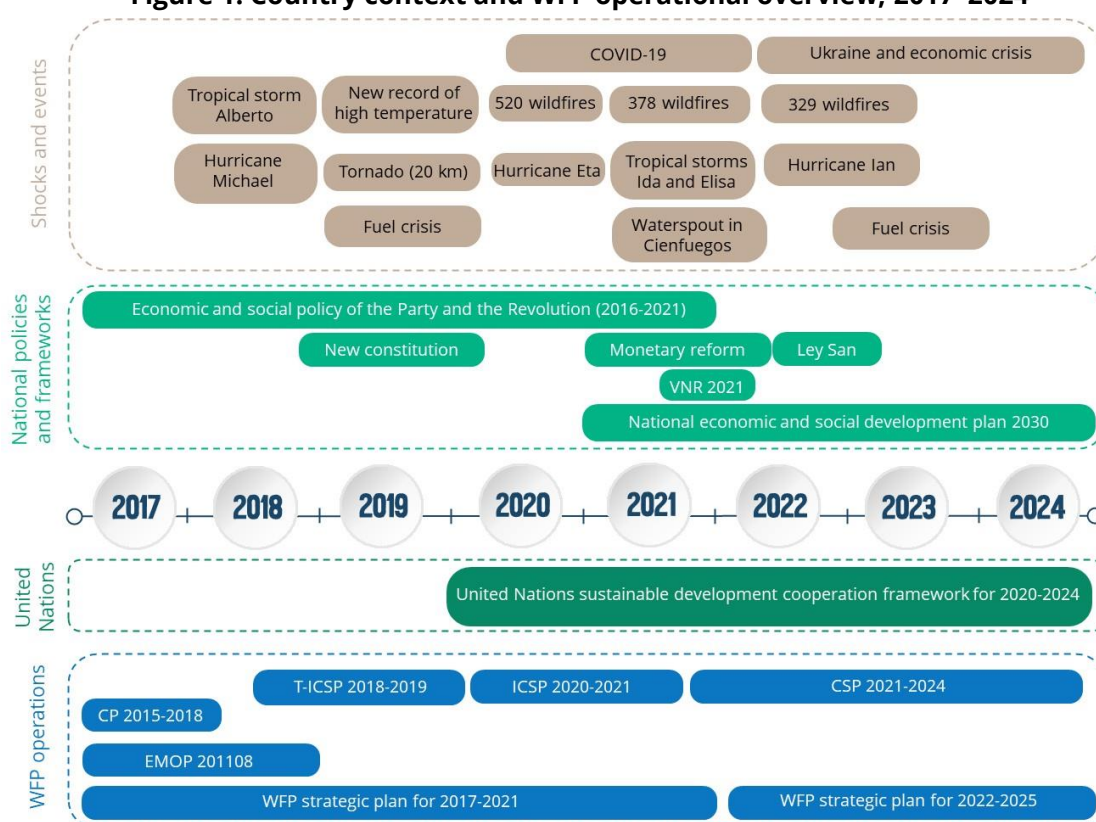 Figure 1: Country context and WFP operational overview, 2017–2024
Shocks and events
COVID-19
Ukraine and economic crisis
Tropical storm
Alberto
New record of
high temperature
520 wildfires
378 wildfires
329 wildfires
Hurricane
Michael
Tornado (20 km)
Hurricane Eta
Tropical storms
Ida and Elisa
Hurricane Ian
Fuel crisis
Waterspout in
Cienfuegos
Fuel crisis
National policies
and frameworks
Economic and social policy of the Party and the Revolution (2016-2021)
New constitution
Monetary reform
Ley San
VNR 2021
National economic and social development plan 2030
2017
2018
2019
2020
2021
2022
2023
2024
United
Nations
United Nations sustainable development cooperation framework for 2020-2024
WFP operations
T-ICSP 2018-2019
ICSP 2020-2021
CSP 2021-2024
CP 2015-2018
EMOP 201108
WFP strategic plan for 2017-2021
WFP strategic plan for 2022-2025